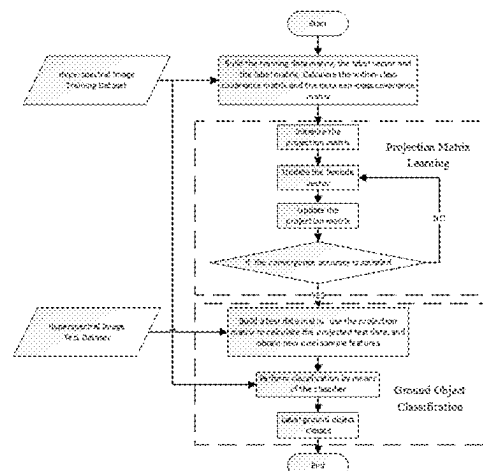 Start
Hyperspectral Image
Training Dataset
Build the training data matrix, the label vector and
the label matrix. Calculate the within-class
covariance matrix and the between-class covariance
matrix
Initialize the
projection matrix
Projection Matrix
Learning
Update the
vector
NO
Update the
projection matrix
If the convergence accuracy is satisfied
Hyperspectral Image
Test Dataset
Build a test data matrix, use the projection
matrix to calculate the projected test data, and
obtain new pixel sample features
Perform classification by means
of the classifier
Ground Object
Classification
Label ground object
classes
End